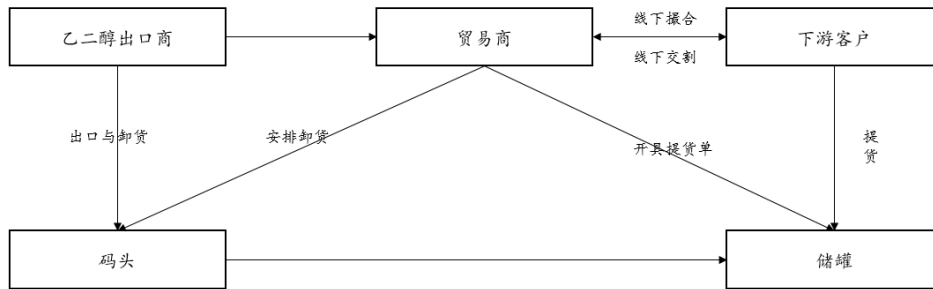 线下撮合
乙二醇出口商
贸易商
下游客户
线下交割
出口与卸货
安排卸货
开具提货单
提
货
码头
储罐